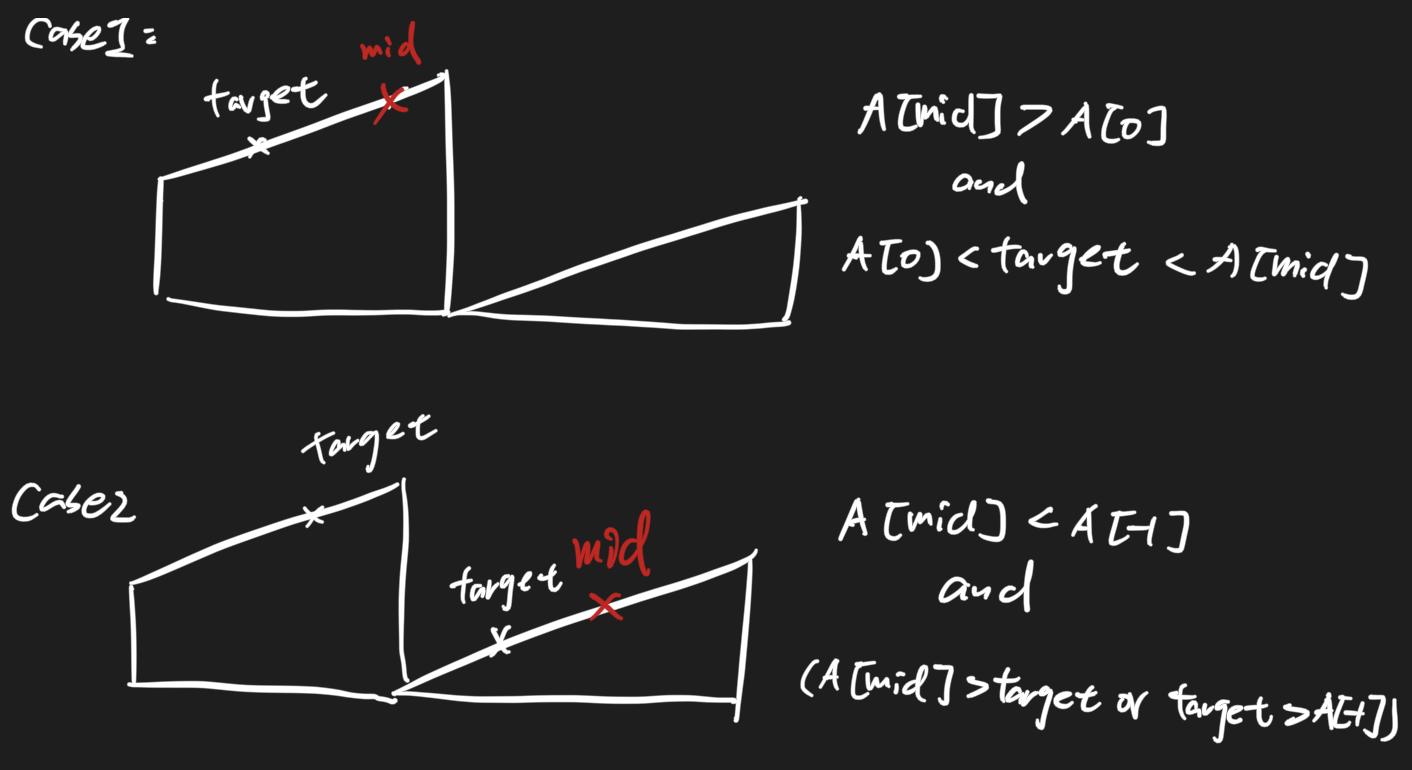 Case1:
mid
target
A[mid] > A[0]
and
A[0] < target < A[mid]
target
Case2
mid
target
A[mid] < A[-1]
and
(A[mid] > target or target > A[-1])